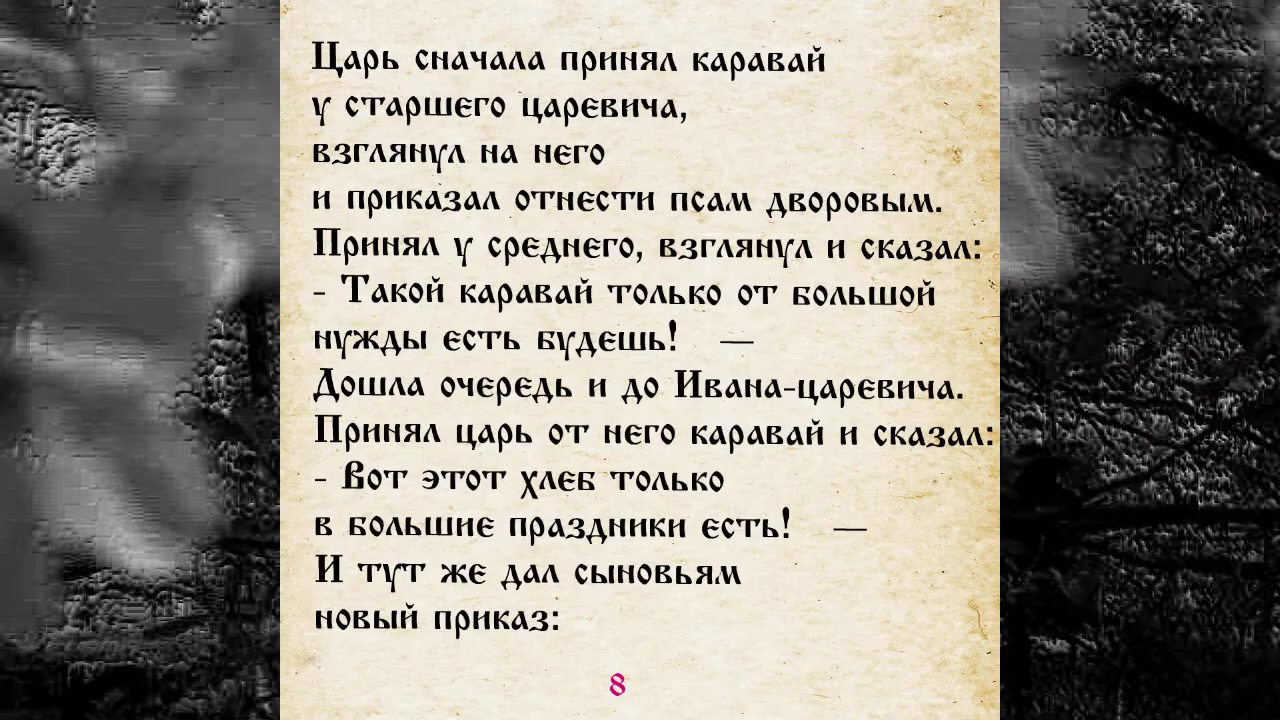 Царь сначала принял каравай
у старшего царевича,
взглянул на него
и приказал отнести псам дворовым.
Принял у среднего, взглянул и сказал:
- Такой каравай только от большой
нужды есть будешь! —
Дошла очередь и до Ивана-царевича.
Принял царь от него каравай и сказал:
- Вот этот хлеб только
в большие праздники есть! —
И тут же дал сыновьям
новый приказ:
8